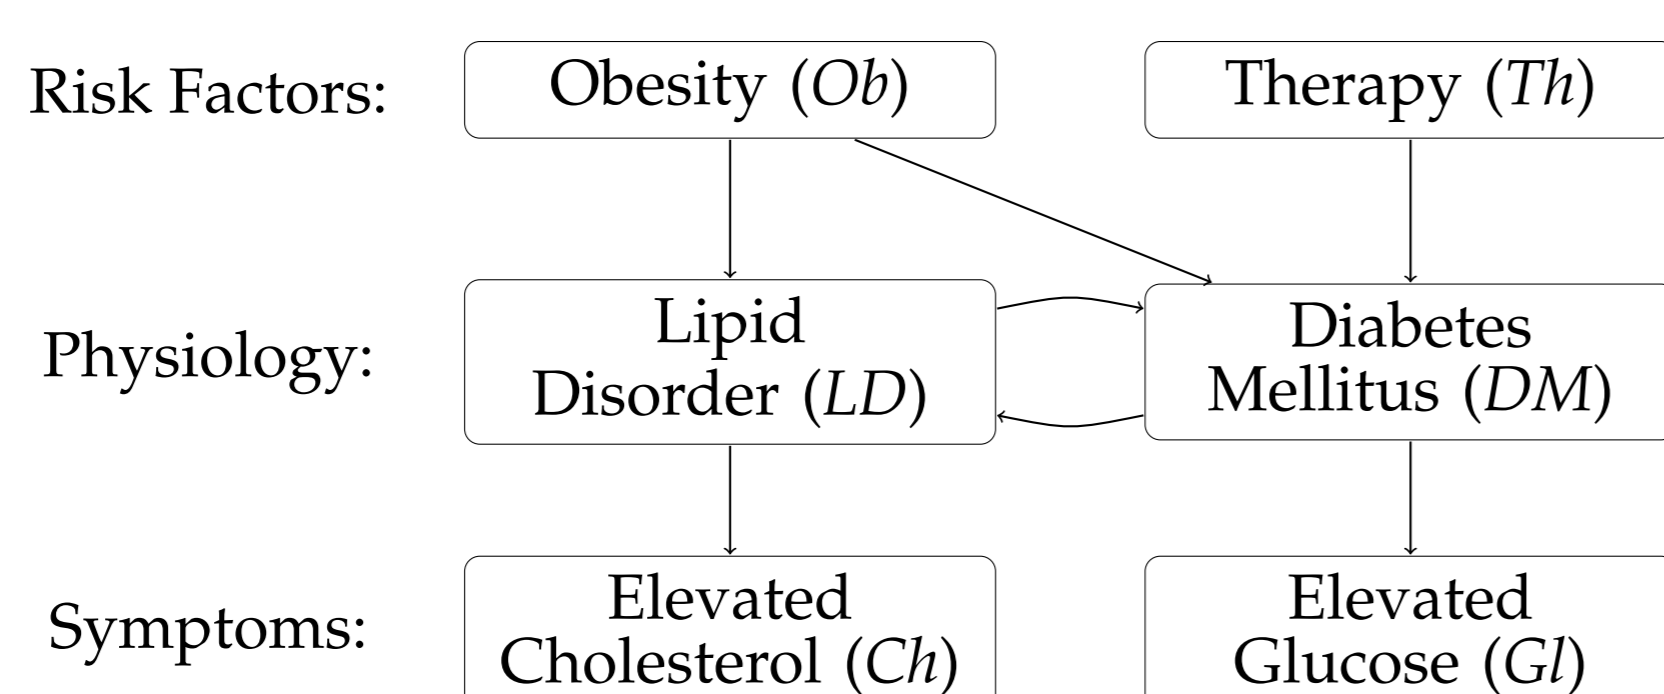 Risk Factors:
Obesity (Ob)
Therapy (Th)
Physiology:
Lipid
Disorder (LD)
Diabetes
Mellitus (DM)
Symptoms:
Elevated
Cholesterol (Ch)
Elevated
Glucose (Gl)